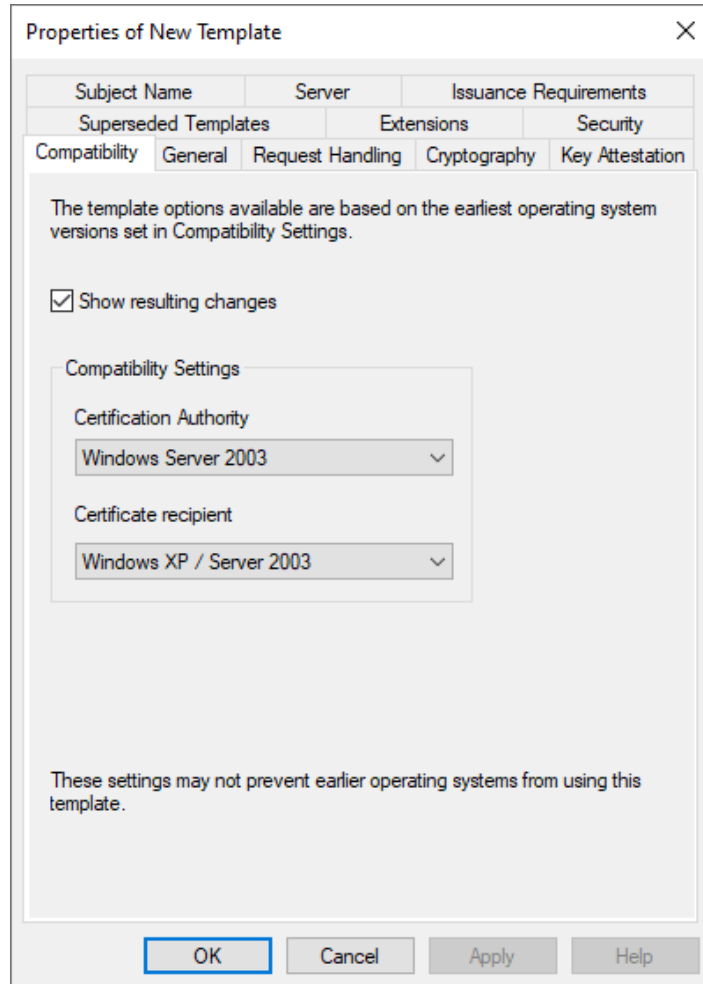 Properties of New Template
Subject Name Server Issuance Requirements
Superseded Templates Extensions Security
Compatibility General Request Handling Cryptography Key Attestation
The template options available are based on the earliest operating system
versions set in Compatibility Settings.
Show resulting changes
Compatibility Settings
Certification Authority
Windows Server 2003
Certificate recipient
Windows XP / Server 2003
These settings may not prevent earlier operating systems from using this
template.
OK Cancel Apply Help